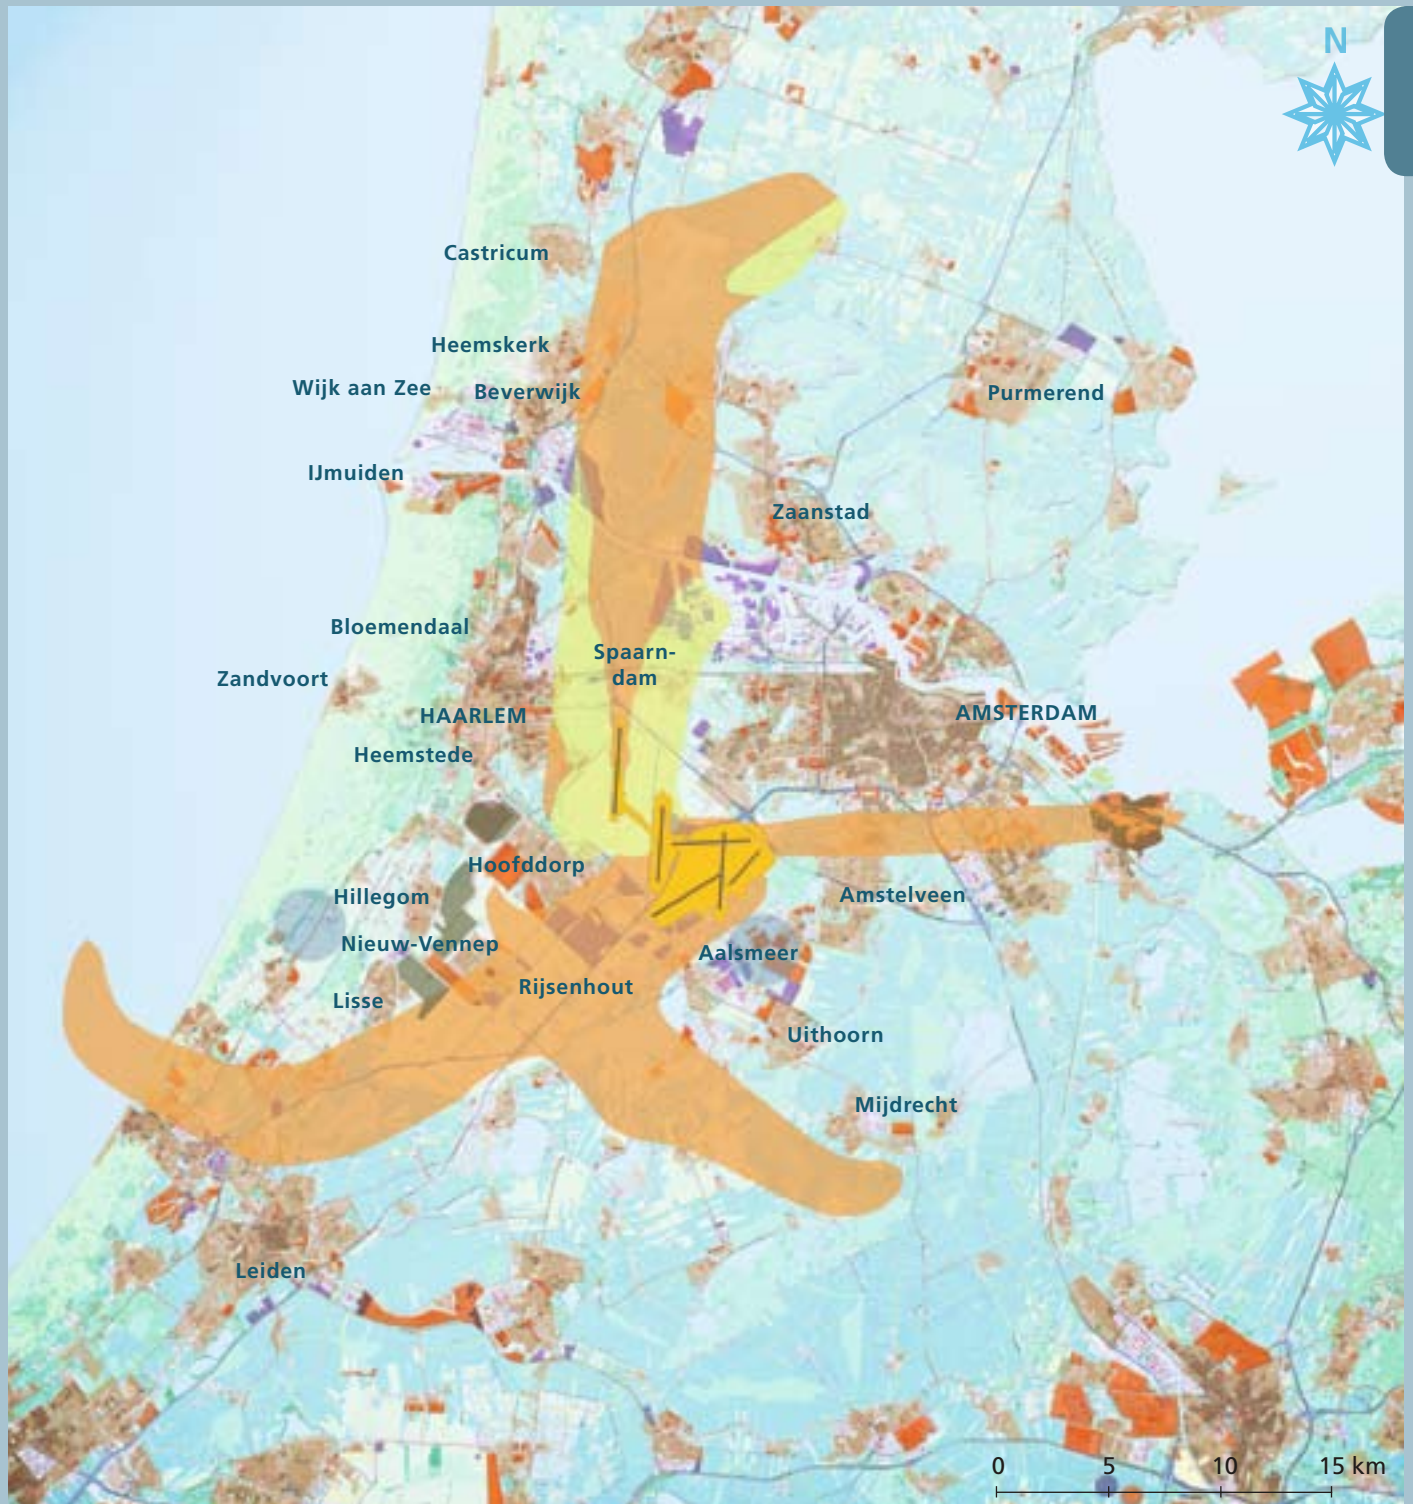 N
Castricum
Heemskerk
Wijk aan Zee
Beverwijk
Purmerend
IJmuiden
Zaanstad
Bloemendaal
Spaarn-
dam
Zandvoort
HAARLEM
AMSTERDAM
Heemstede
Hoofddorp
Hillegom
Amstelveen
Nieuw-Vennep
Aalsmeer
Lisse
Rijsenhout
Uithoorn
Mijdrecht
Leiden
0 5 10 15 km